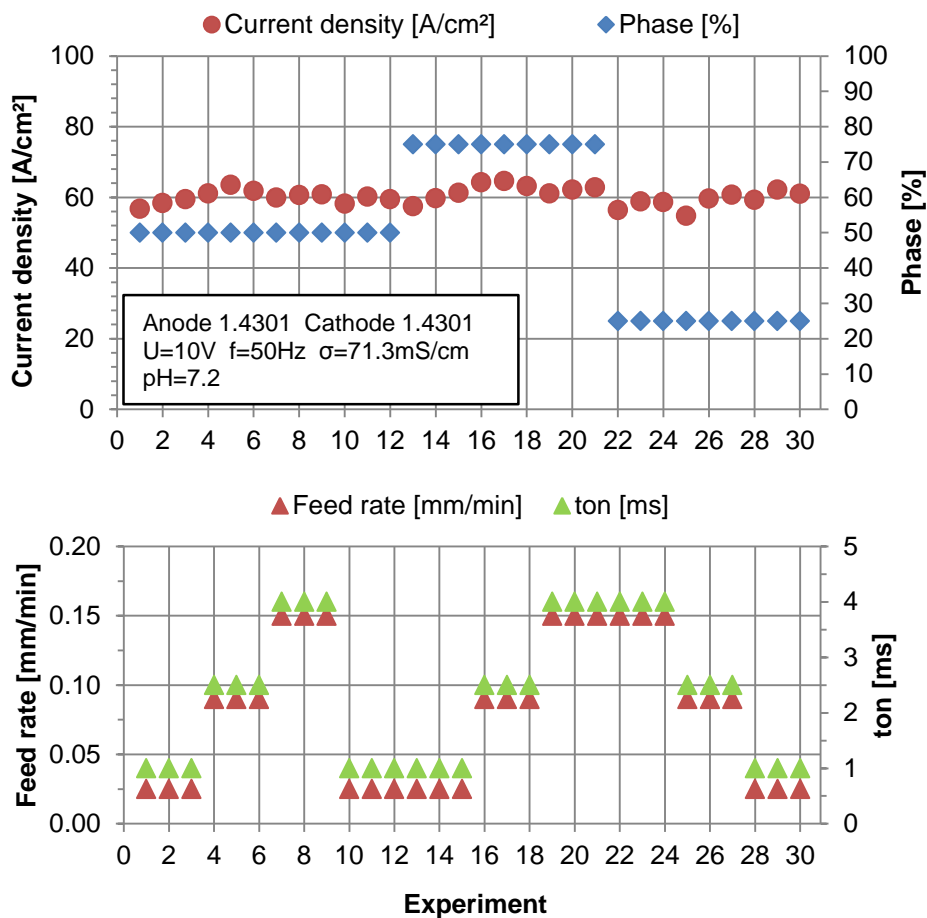 Current density [A/cm²] Phase [%]
100 100
90
80 80
70
60 60
50
40 40
30
20 20
10
0 0
Current density [A/cm²]
Phase [%]
Anode 1.4301 Cathode 1.4301
U=10V f=50Hz σ=71.3mS/cm
pH=7.2
0 2 4 6 8 10 12 14 16 18 20 22 24 26 28 30
Feed rate [mm/min] ton [ms]
0.20 5
4
0.15
3
0.10
2
0.05
1
0.00 0
Feed rate [mm/min]
ton [ms]
0 2 4 6 8 10 12 14 16 18 20 22 24 26 28 30
Experiment